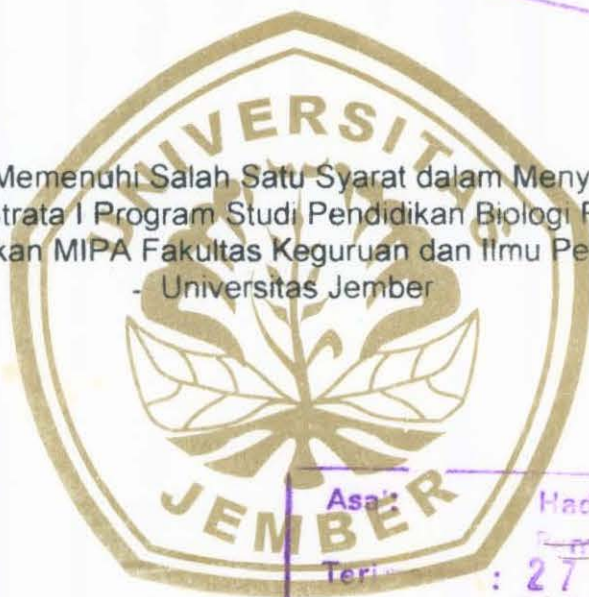 UNIVERSITAS
Memenuhi Salah Satu Syarat dalam Meny
trata I Program Studi Pendidikan Biologi
kan MIPA Fakultas Keguruan dan Ilmu Pe
- Universitas Jember
JEMBER
Asal: Had
: 27